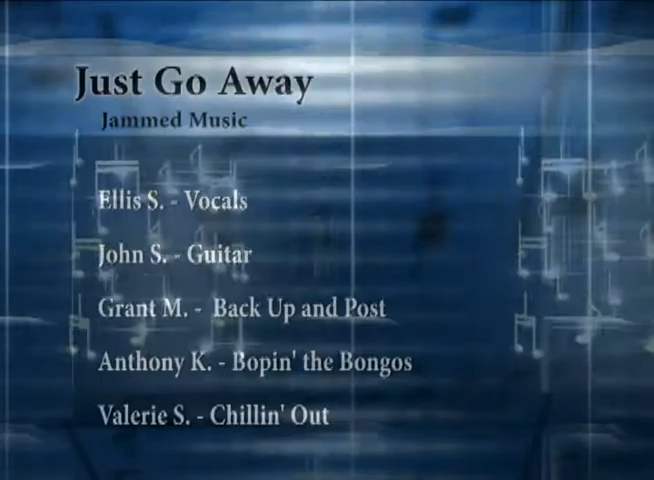 Just Go Away
Jammed Music
Ellis S. - Vocals
John S. - Guitar
Grant M. - Back Up and Post
Anthony K. - Bopin' the Bongos
Valerie S. - Chillin' Out